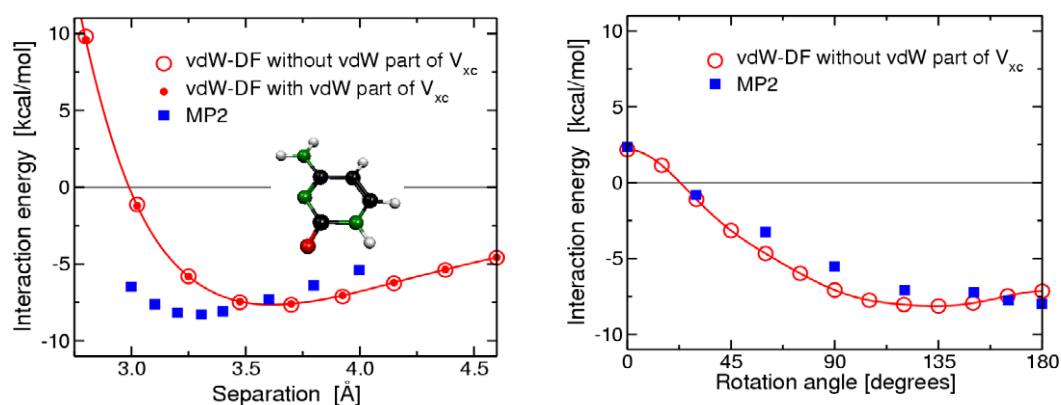 Interaction energy [kcal/mol]
10
5
0
-5
-10
vdW-DF without vdW part of Vxc
vdW-DF with vdW part of Vxc
MP2
3.0 3.5 4.0 4.5
Separation [Å]
Interaction energy [kcal/mol]
10
5
0
-5
-10
vdW-DF without vdW part of Vxc
MP2
0 45 90 135 180
Rotation angle [degrees]